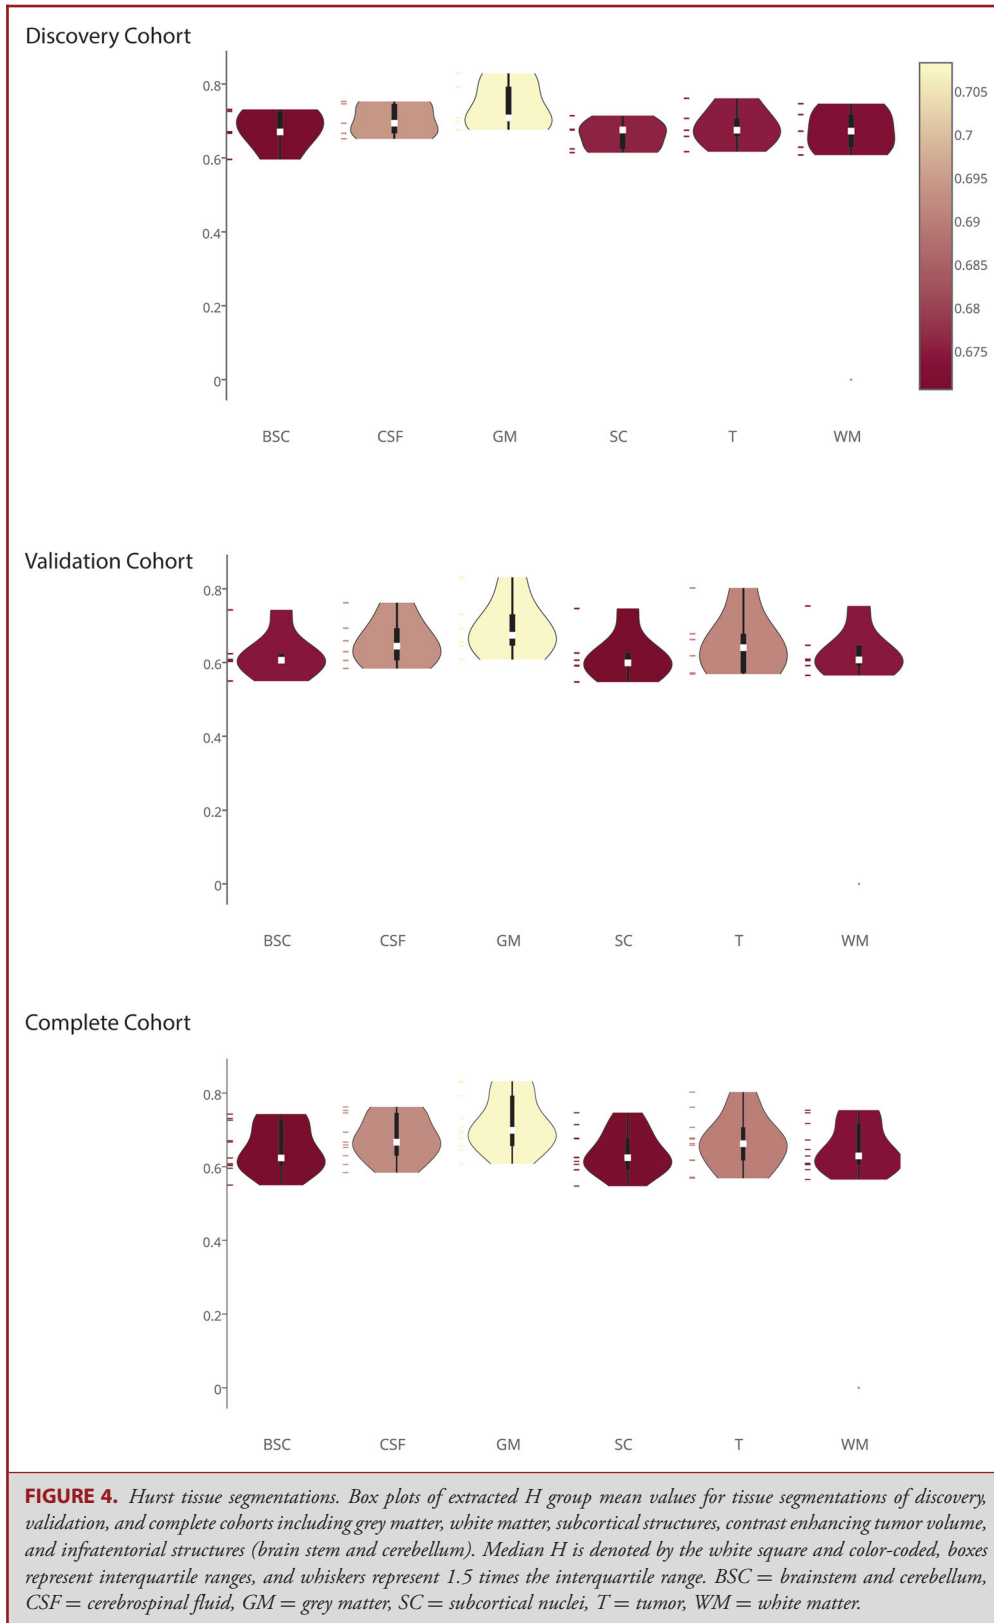 Discovery Cohort
0.8
0.6
0.4
0.2
0
BSC CSF GM SC T WM
0.705
0.7
0.695
0.69
0.685
0.68
0.675
Validation Cohort
0.8
0.6
0.4
0.2
0
BSC CSF GM SC T WM
Complete Cohort
0.8
0.6
0.4
0.2
0
BSC CSF GM SC T WM
FIGURE 4. Hurst tissue segmentations. Box plots of extracted H group mean values for tissue segmentations of discovery,
validation, and complete cohorts including grey matter, white matter, subcortical structures, contrast enhancing tumor volume,
and infratentorial structures (brain stem and cerebellum). Median H is denoted by the white square and color-coded, boxes
represent interquartile ranges, and whiskers represent 1.5 times the interquartile range. BSC = brainstem and cerebellum,
CSF = cerebrospinal fluid, GM = grey matter, SC = subcortical nuclei, T = tumor, WM = white matter.